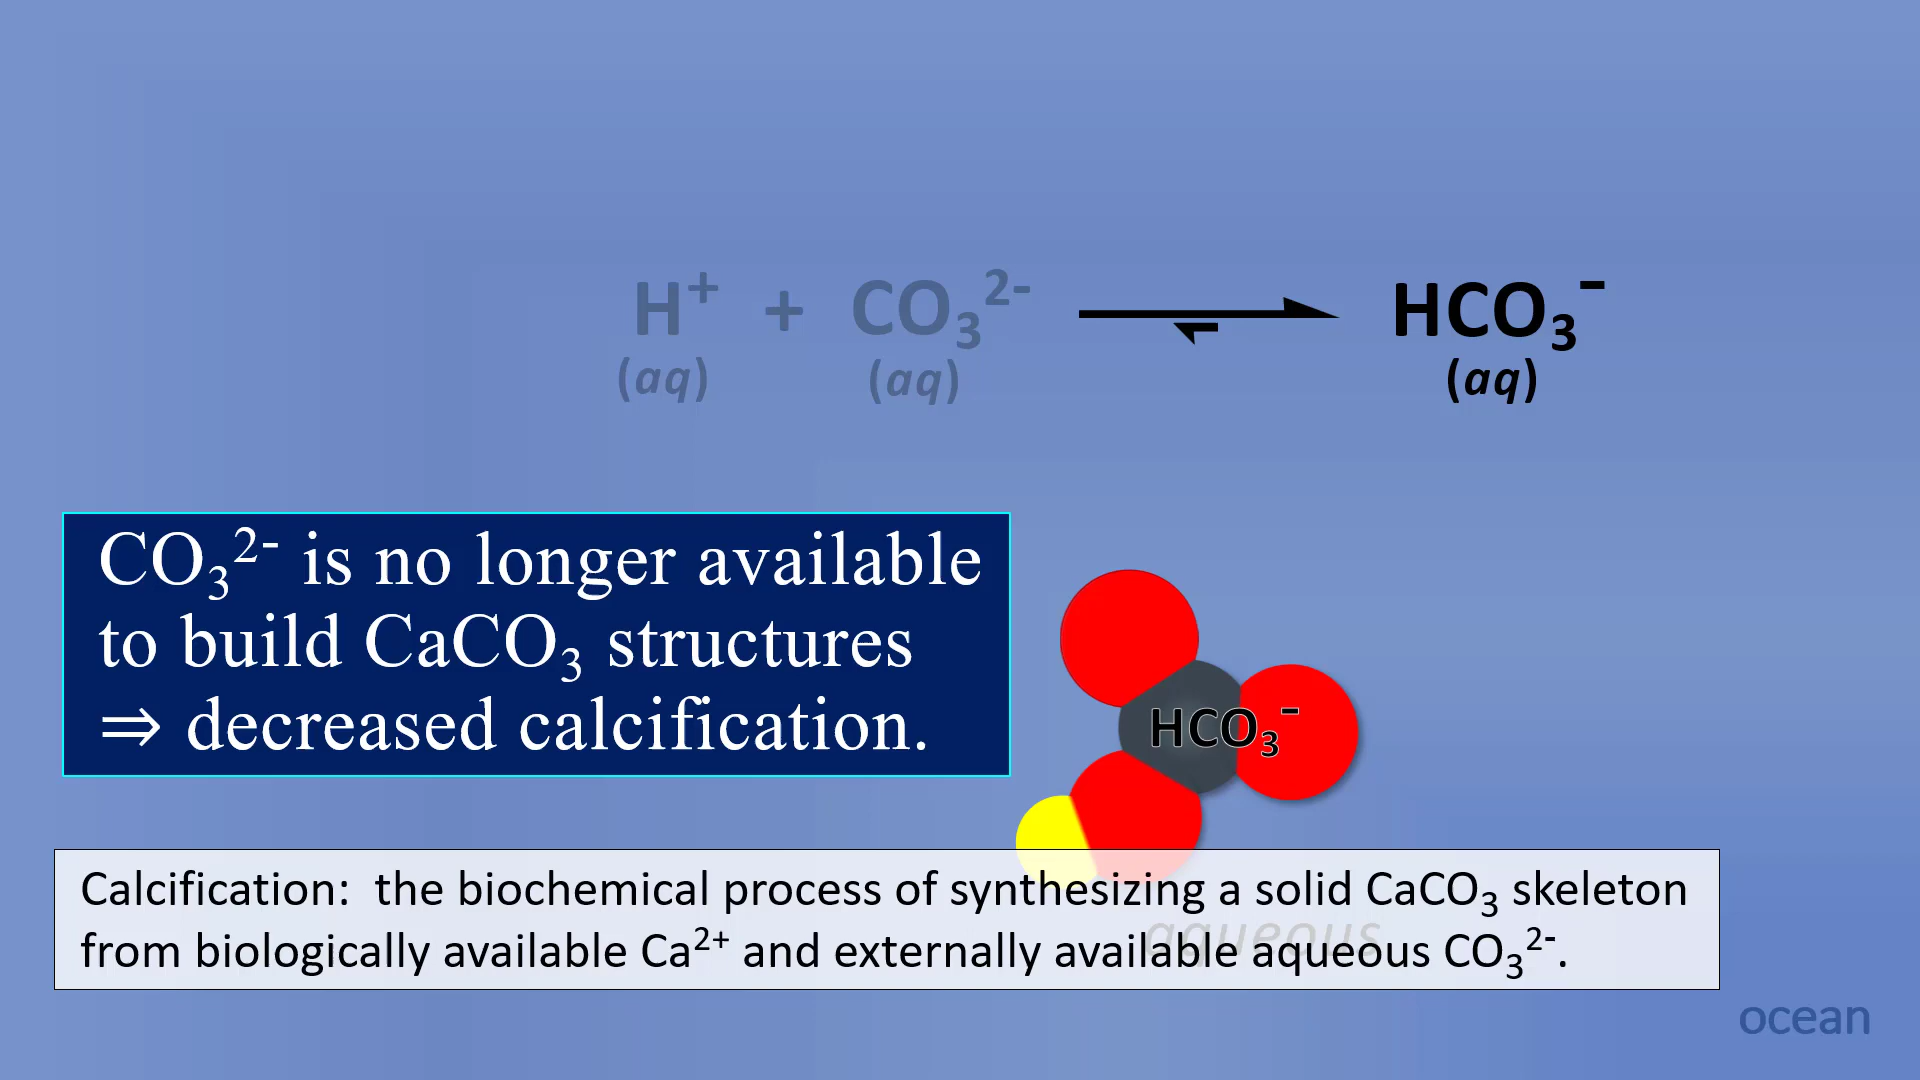 H⁺ + CO₃²⁻ ⇌ HCO₃⁻
(aq) (aq) (aq)
CO₃²⁻ is no longer available
to build CaCO₃ structures
⇒ decreased calcification.
HCO₃⁻
Calcification: the biochemical process of synthesizing a solid CaCO₃ skeleton
from biologically available Ca²⁺ and externally available aqueous CO₃²⁻.
aqueous
ocean